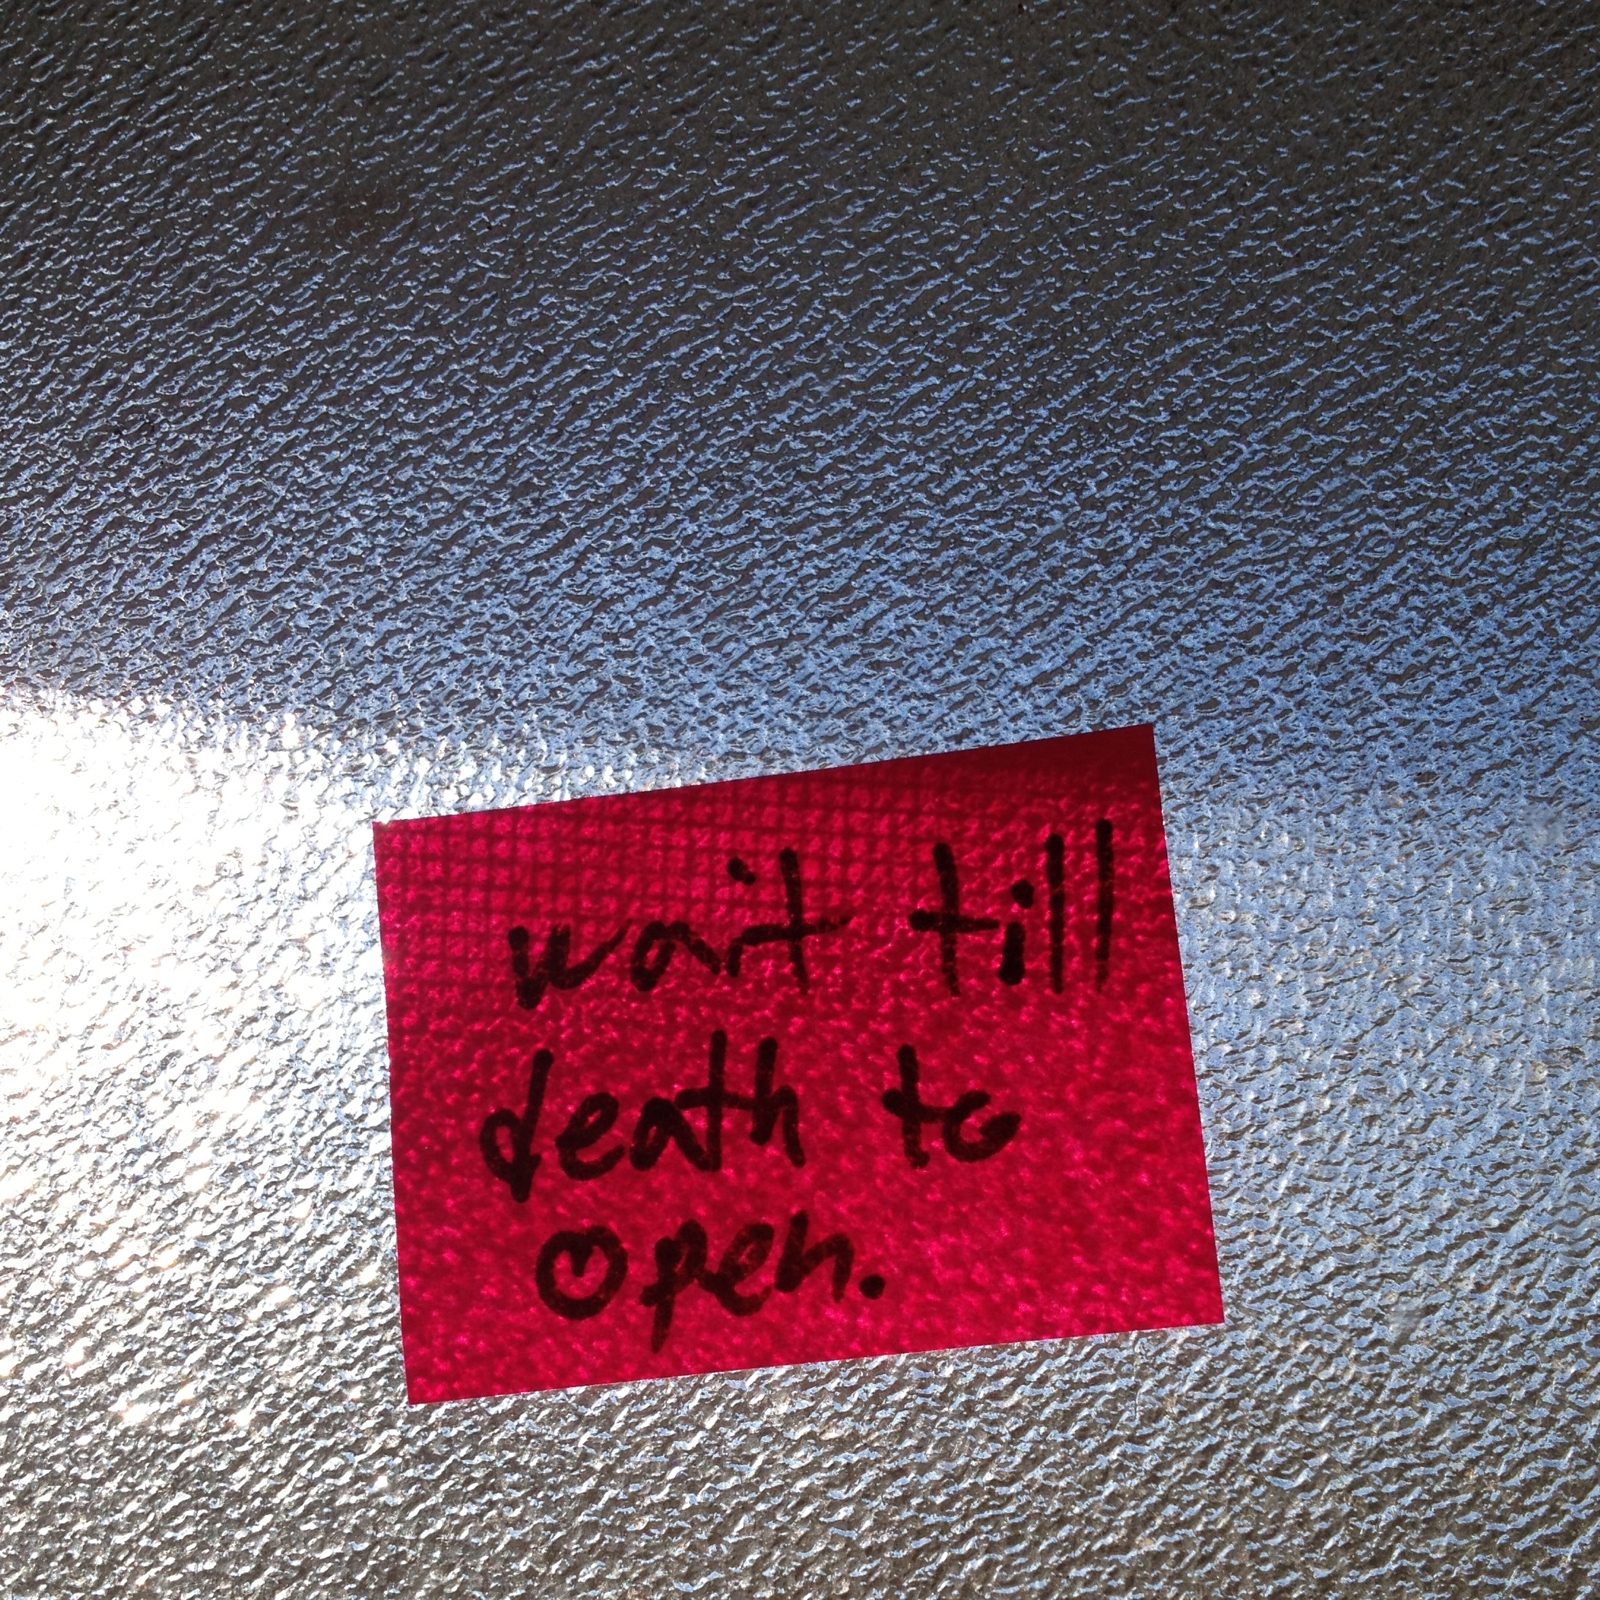 wait till
death to
open.